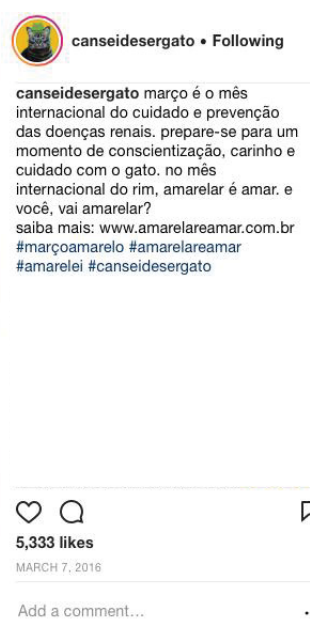 canseidesergato • Following
canseidesergato março é o mês
internacional do cuidado e prevenção
das doenças renais. prepare-se para um
momento de conscientização, carinho e
cuidado com o gato. no mês
internacional do rim, amarelar é amar. e
você, vai amarelar?
saiba mais: www.amarelareamar.com.br
#marçoamarelo #amarelareamar
#amarelei #canseidesergato
5,333 likes
MARCH 7, 2016
Add a comment...